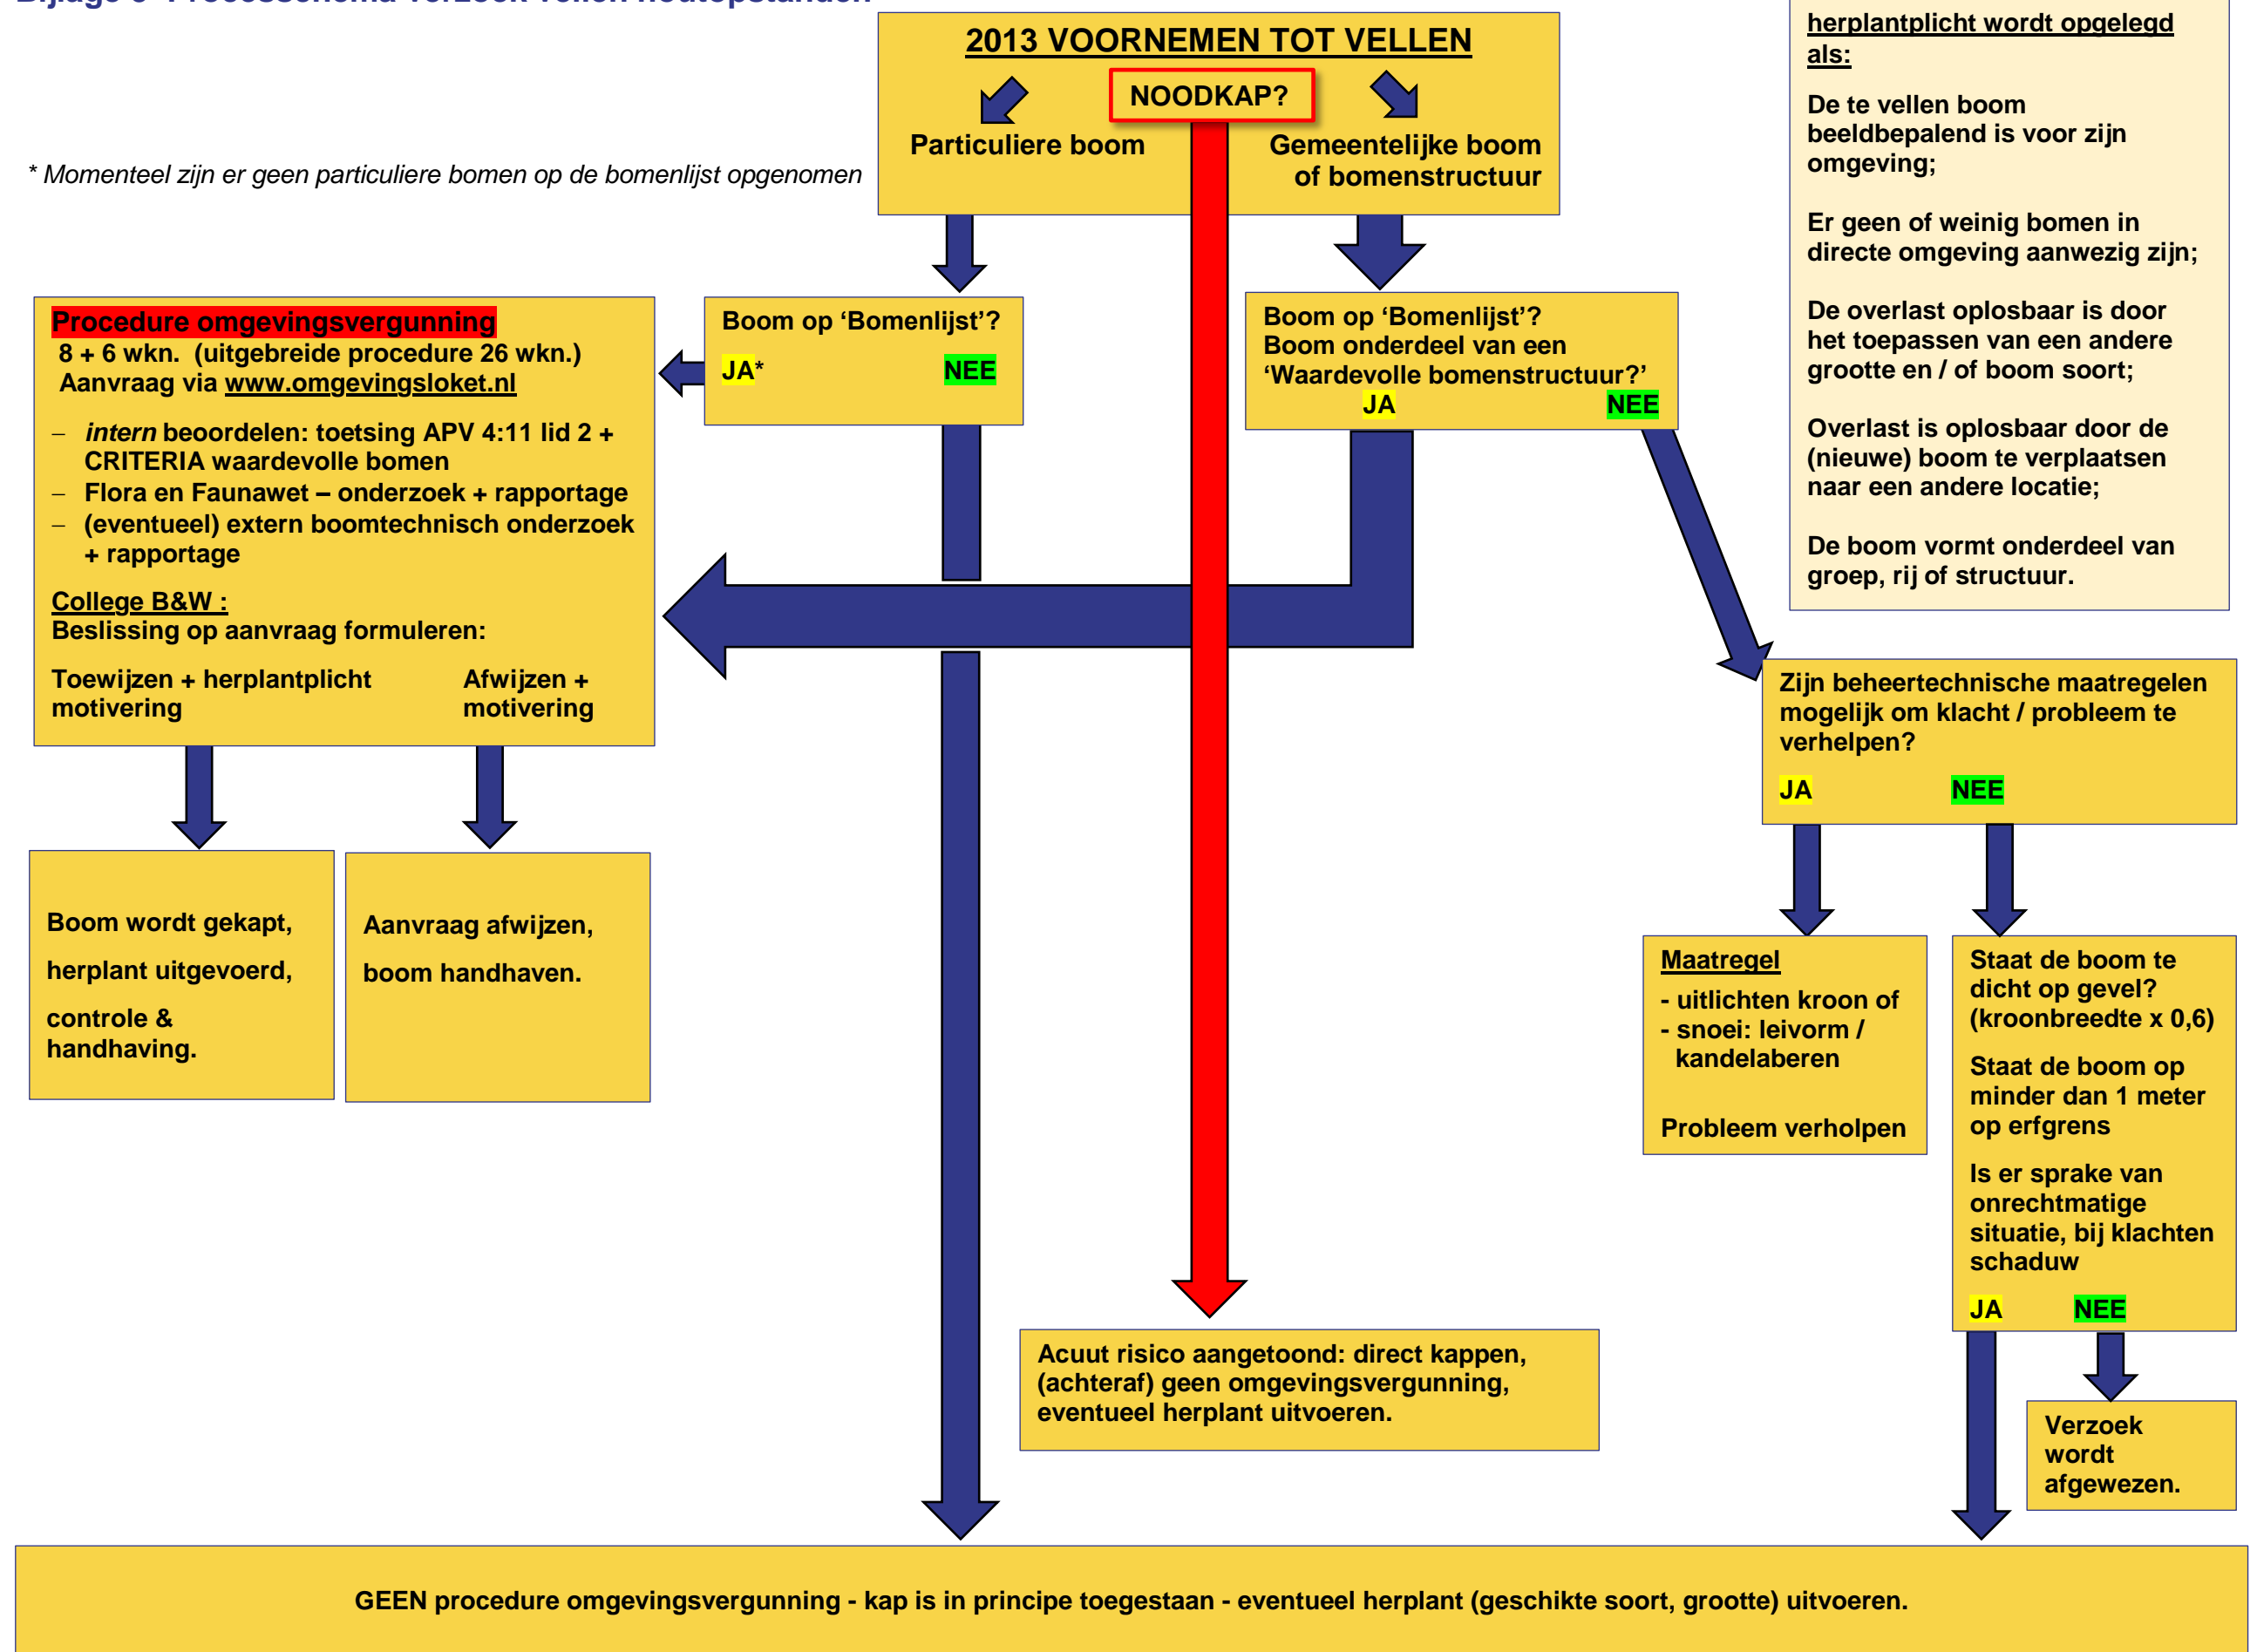 2013 VOORNEMEN TOT VELLEN
NOODKAP?
Particuliere boom
Gemeentelijke boom
of bomenstructuur
* Momenteel zijn er geen particuliere bomen op de bomenlijst opgenomen
herplantplicht wordt opgelegd
als:
De te vellen boom
beeldbepalend is voor zijn
omgeving;
Er geen of weinig bomen in
directe omgeving aanwezig zijn;
De overlast oplosbaar is door
het toepassen van een andere
grootte en / of boom soort;
Overlast is oplosbaar door de
(nieuwe) boom te verplaatsen
naar een andere locatie;
De boom vormt onderdeel van
groep, rij of structuur.
Procedure omgevingsvergunning
8 + 6 wkn. (uitgebreide procedure 26 wkn.)
Aanvraag via www.omgevingsloket.nl
– intern beoordelen: toetsing APV 4:11 lid 2 +
CRITERIA waardevolle bomen
– Flora en Faunawet – onderzoek + rapportage
– (eventueel) extern boomtechnisch onderzoek
+ rapportage
College B&W :
Beslissing op aanvraag formuleren:
Toewijzen + herplantplicht
motivering
Afwijzen +
motivering
Boom op ‘Bomenlijst’?
JA* NEE
Boom op ‘Bomenlijst’?
Boom onderdeel van een
‘Waardevolle bomenstructuur?’
JA NEE
Zijn beheertechnische maatregelen
mogelijk om klacht / probleem te
verhelpen?
JA NEE
Boom wordt gekapt,
herplant uitgevoerd,
controle &
handhaving.
Aanvraag afwijzen,
boom handhaven.
Maatregel
- uitlichten kroon of
- snoei: leivorm /
kandelaberen
Probleem verholpen
Staat de boom te
dicht op gevel?
(kroonbreedte x 0,6)
Staat de boom op
minder dan 1 meter
op erfgrens
Is er sprake van
onrechtmatige
situatie, bij klachten
schaduw
JA NEE
Acuut risico aangetoond: direct kappen,
(achteraf) geen omgevingsvergunning,
eventueel herplant uitvoeren.
Verzoek
wordt
afgewezen.
GEEN procedure omgevingsvergunning - kap is in principe toegestaan - eventueel herplant (geschikte soort, grootte) uitvoeren.